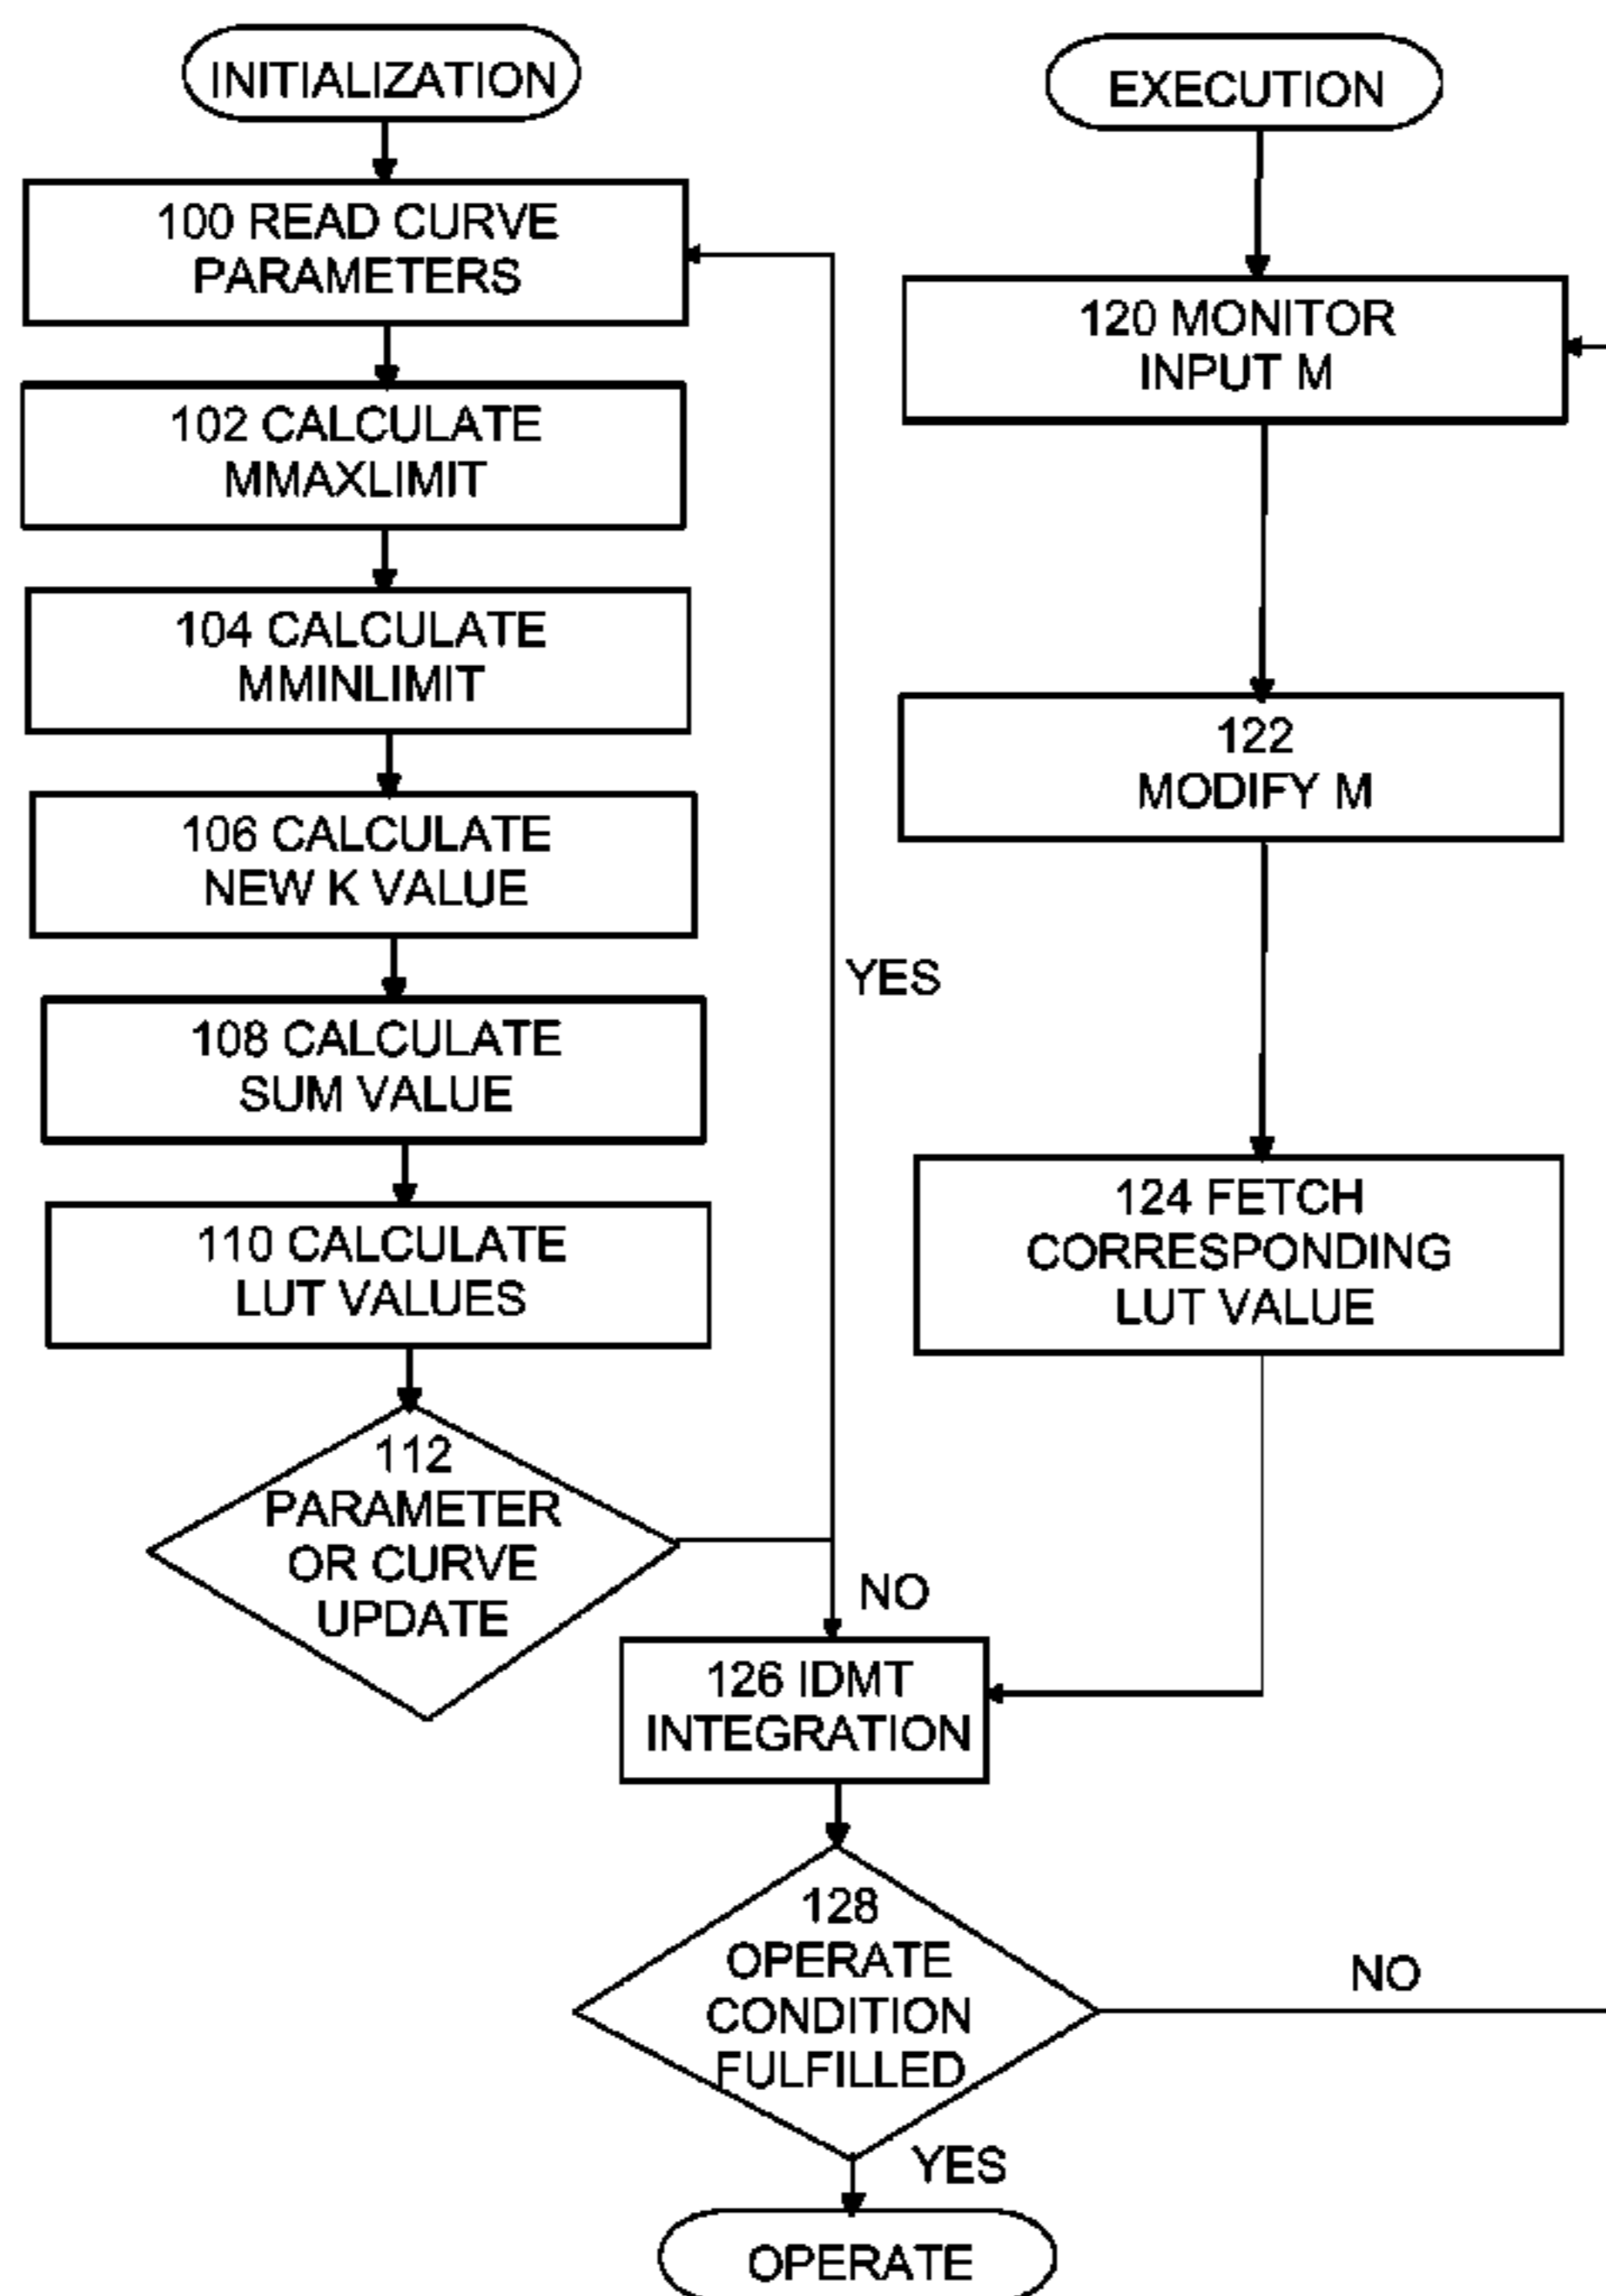 INITIALIZATION
100 READ CURVE
PARAMETERS
102 CALCULATE
MMAXLIMIT
104 CALCULATE
MMINLIMIT
106 CALCULATE
NEW K VALUE
108 CALCULATE
SUM VALUE
110 CALCULATE
LUT VALUES
112
PARAMETER
OR CURVE
UPDATE
YES
NO
EXECUTION
120 MONITOR
INPUT M
122
MODIFY M
124 FETCH
CORRESPONDING
LUT VALUE
126 IDMT
INTEGRATION
128
OPERATE
CONDITION
FULFILLED
NO
YES
OPERATE